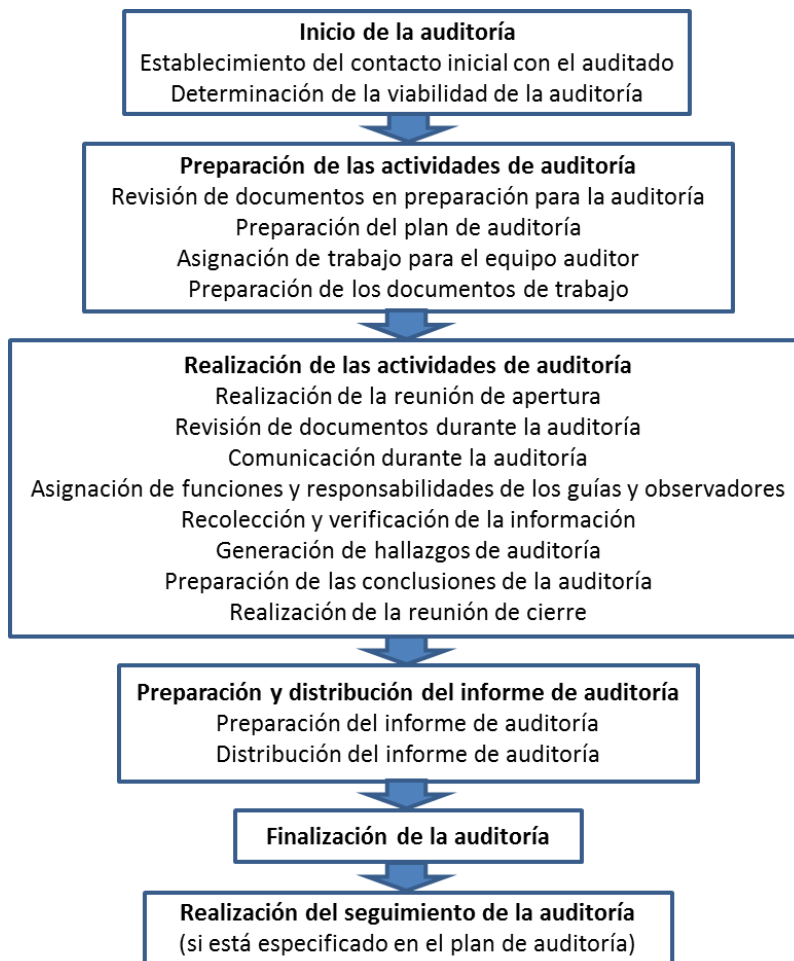 Inicio de la auditoría
Establecimiento del contacto inicial con el auditado
Determinación de la viabilidad de la auditoría
Preparación de las actividades de auditoría
Revisión de documentos en preparación para la auditoría
Preparación del plan de auditoría
Asignación de trabajo para el equipo auditor
Preparación de los documentos de trabajo
Realización de las actividades de auditoría
Realización de la reunión de apertura
Revisión de documentos durante la auditoría
Comunicación durante la auditoría
Asignación de funciones y responsabilidades de los guías y observadores
Recolección y verificación de la información
Generación de hallazgos de auditoría
Preparación de las conclusiones de la auditoría
Realización de la reunión de cierre
Preparación y distribución del informe de auditoría
Preparación del informe de auditoría
Distribución del informe de auditoría
Finalización de la auditoría
Realización del seguimiento de la auditoría
(si está especificado en el plan de auditoría)